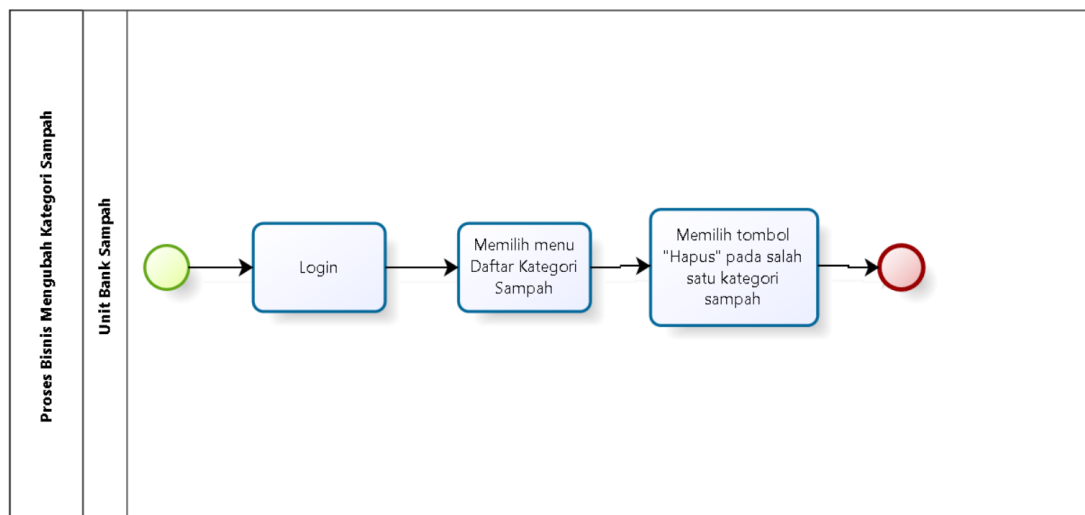 Proses Bisnis Mengubah Kategori Sampah
Unit Bank Sampah
Login
Memilih menu
Daftar Kategori
Sampah
Memilih tombol
"Hapus" pada salah
satu kategori
sampah